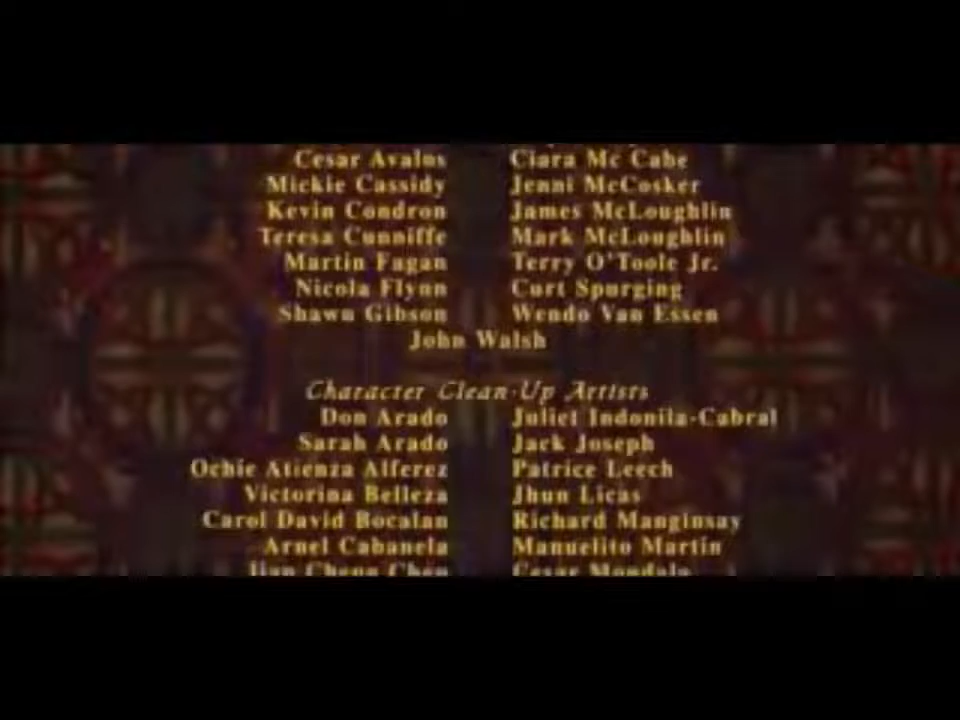 Cesar Avalos Ciara Mc Cabe
Mickie Cassidy Jenni McCosker
Kevin Condron James McLoughlin
Teresa Cunniffe Mark McLoughlin
Martin Fagan Terry O'Toole Jr.
Nicola Flynn Curt Spurging
Shawn Gibson Wendo Van Essen
John Walsh
Character Clean-Up Artists
Don Arado Juliet Indonila-Cabral
Sarah Arado Jack Joseph
Ochie Atienza Alferez Patrice Leech
Victorina Belleza Jhun Licas
Carol David Bocalan Richard Manginsay
Arnel Cabanela Manuelito Martin
Cheng Chen Cesar